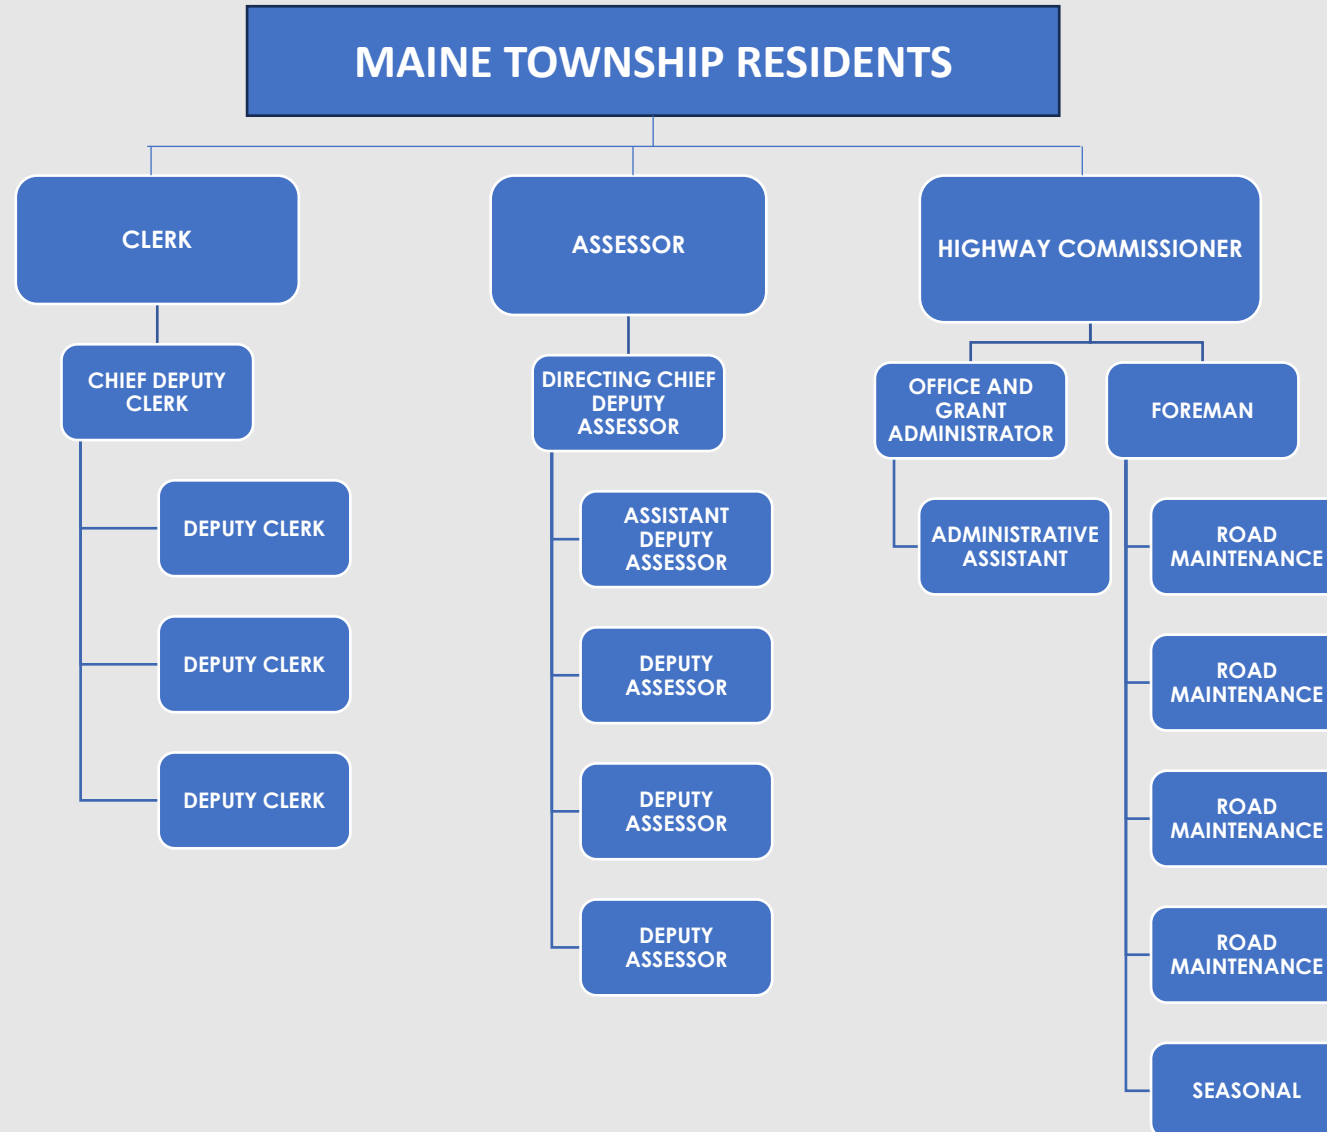 MAINE TOWNSHIP RESIDENTS
CLERK
CHIEF DEPUTY
CLERK
DEPUTY CLERK
DEPUTY CLERK
DEPUTY CLERK
ASSESSOR
DIRECTING CHIEF
DEPUTY
ASSESSOR
ASSISTANT
DEPUTY
ASSESSOR
DEPUTY
ASSESSOR
DEPUTY
ASSESSOR
DEPUTY
ASSESSOR
HIGHWAY COMMISSIONER
OFFICE AND
GRANT
ADMINISTRATOR
ADMINISTRATIVE
ASSISTANT
FOREMAN
ROAD
MAINTENANCE
ROAD
MAINTENANCE
ROAD
MAINTENANCE
ROAD
MAINTENANCE
SEASONAL